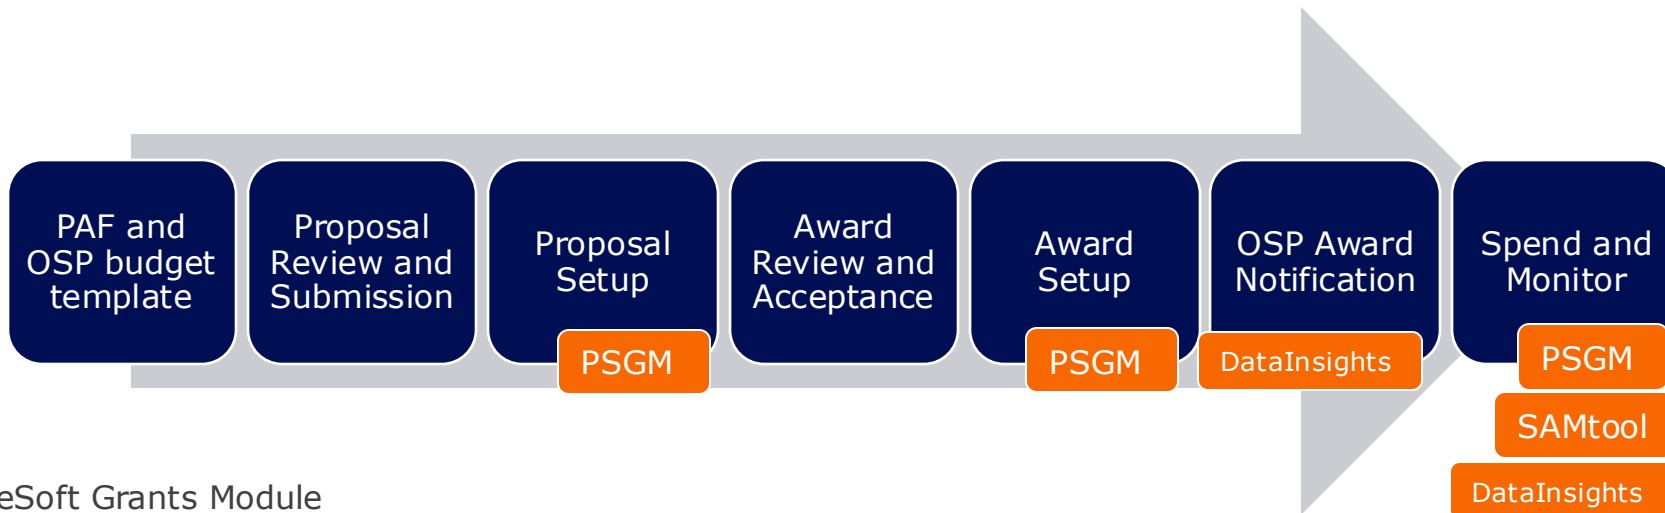 PAF and
OSP budget
template
Proposal
Review and
Submission
Proposal
Setup
PSGM
Award
Review and
Acceptance
Award
Setup
PSGM
OSP Award
Notification
DataInsights
Spend and
Monitor
PSGM
SAMtool
DataInsights
eSoft Grants Module